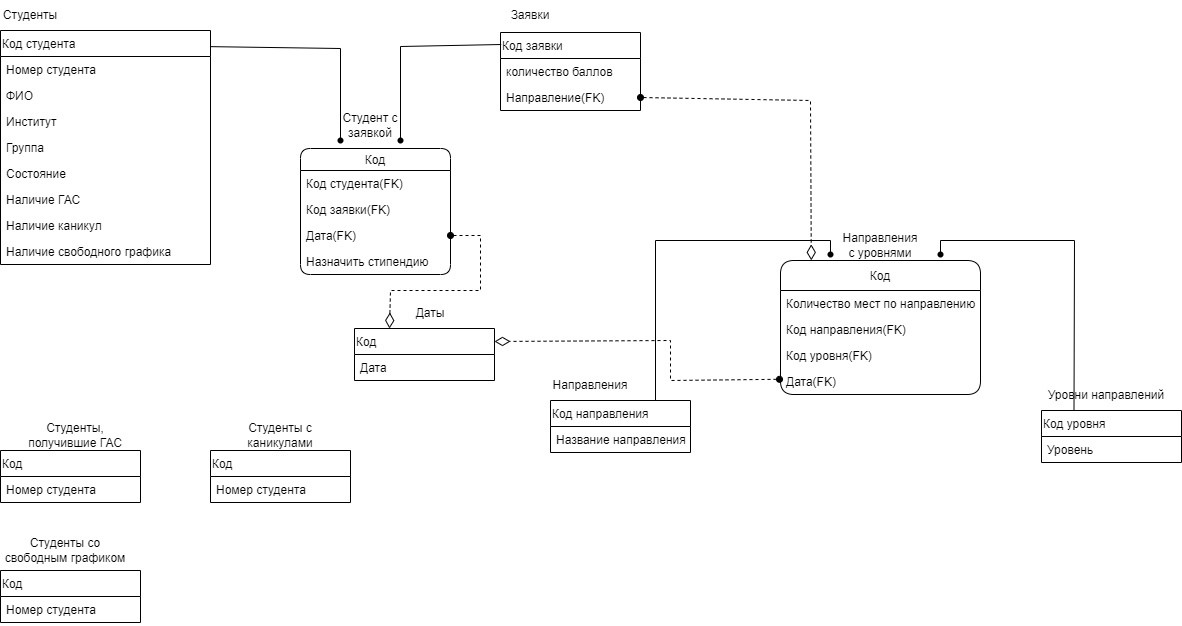 Студенты
Код студента
Номер студента
ФИО
Институт
Группа
Состояние
Наличие ГАС
Наличие каникул
Наличие свободного графика
Заявки
Код заявки
количество баллов
Направление(FK)
Студент с
заявкой
Код
Код студента(FK)
Код заявки(FK)
Дата(FK)
Назначить стипендию
Даты
Код
Дата
Направления
с уровнями
Код
Количество мест по направлению
Код направления(FK)
Код уровня(FK)
Дата(FK)
Направления
Код направления
Название направления
Уровни направлений
Код уровня
Уровень
Студенты,
получившие ГАС
Код
Номер студента
Студенты с
каникулами
Код
Номер студента
Студенты со
свободным графиком
Код
Номер студента